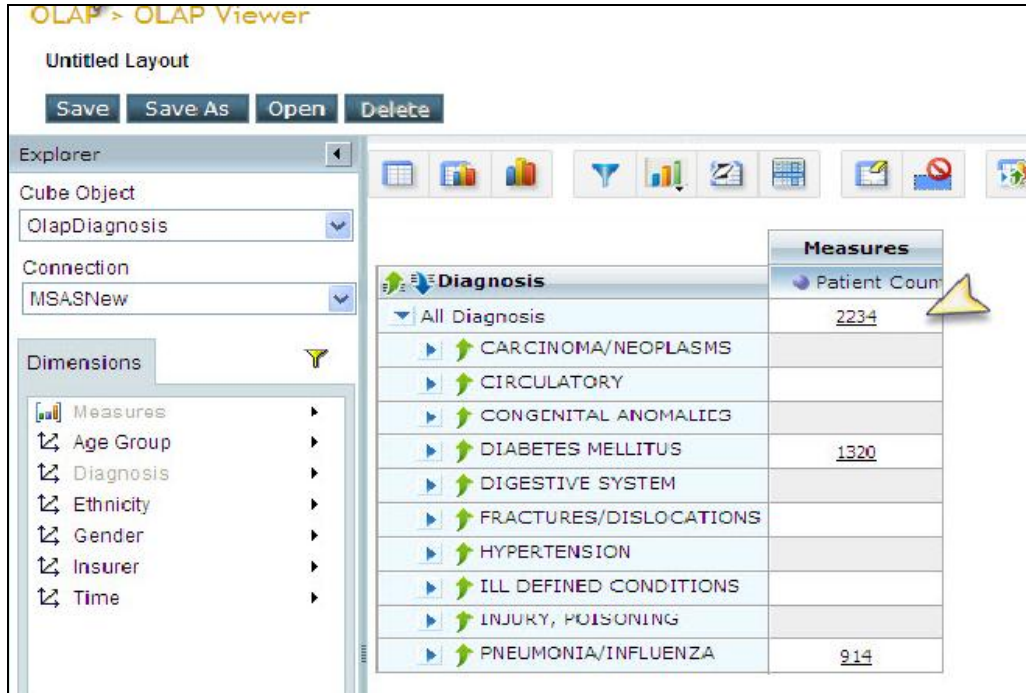 OLAP > OLAP Viewer
Untitled Layout
Save Save As Open Delete
Explorer
Cube Object
OlapDiagnosis
Connection
MSASNew
Dimensions
Measures
Age Group
Diagnosis
Ethnicity
Gender
Insurer
Time
Measures
Diagnosis Patient Coun
All Diagnosis 2234
CARCINOMA/NEOPLASMS
CIRCULATORY
CONGENITAL ANOMALIES
DIABETES MELLITUS 1320
DIGESTIVE SYSTEM
FRACTURES/DISLOCATIONS
HYPERTENSION
ILL DEFINED CONDITIONS
INJURY, POISONING
PNEUMONIA/INFLUENZA 914